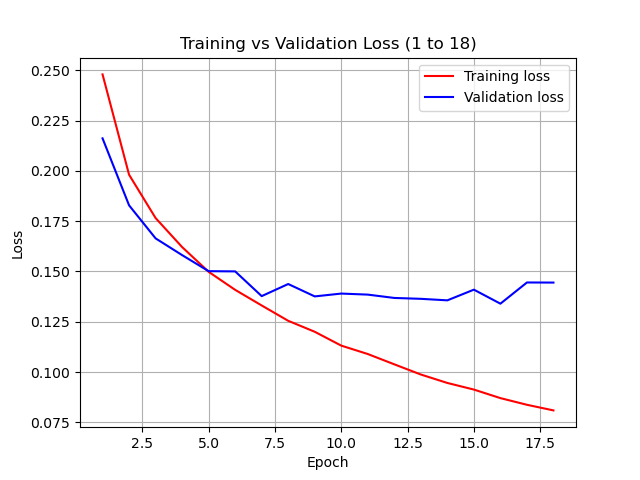 Training vs Validation Loss (1 to 18)
Training loss
Validation loss
0.250
0.225
0.200
0.175
0.150
0.125
0.100
0.075
Loss
2.5 5.0 7.5 10.0 12.5 15.0 17.5
Epoch